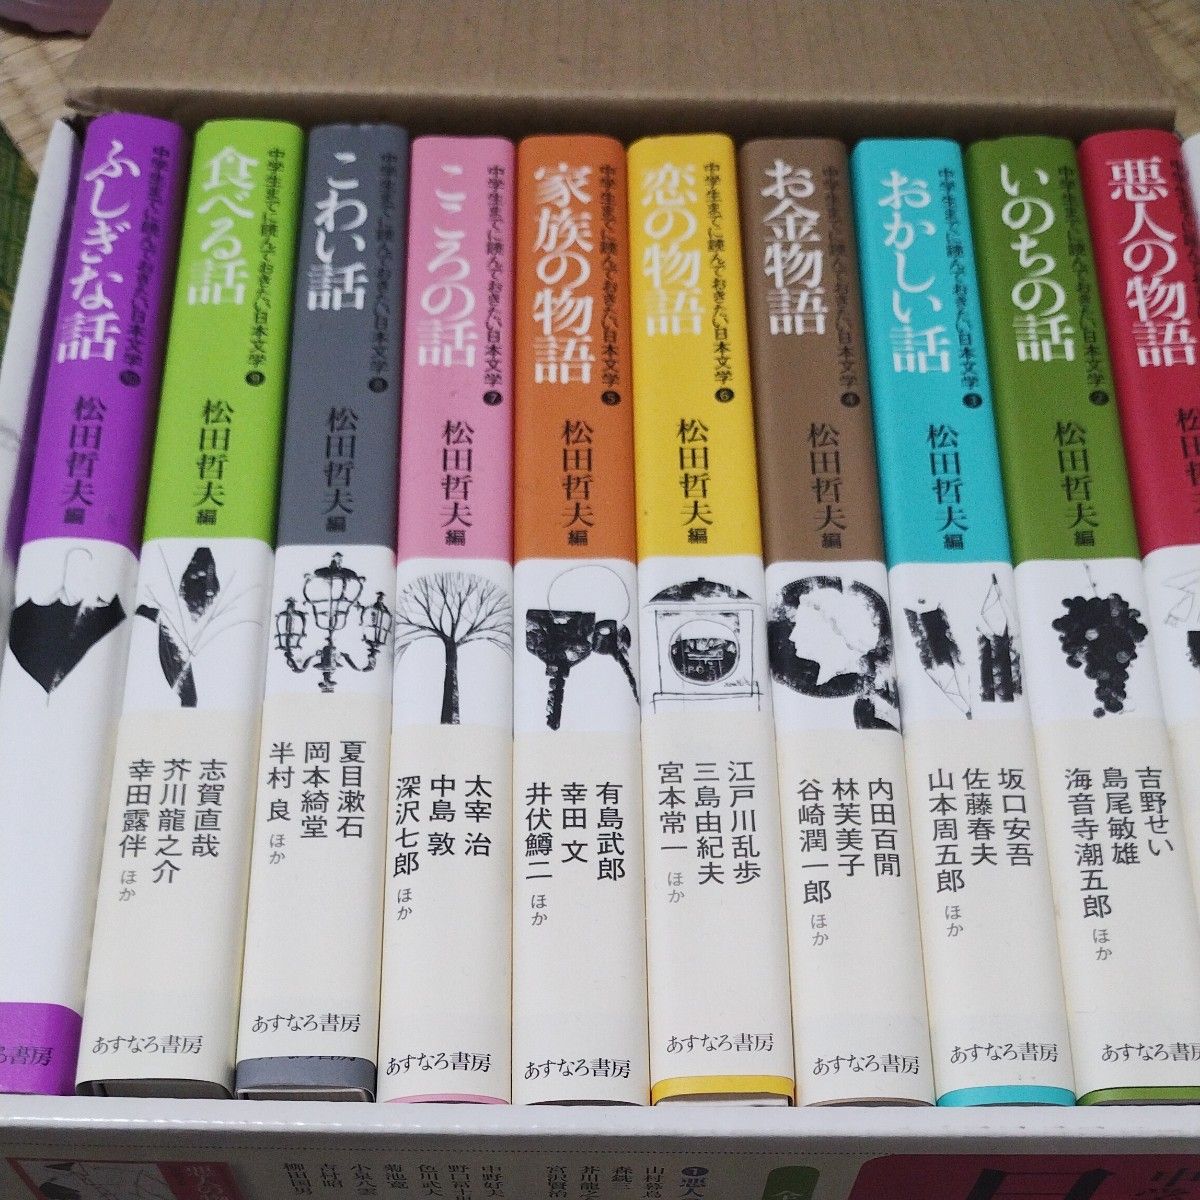 ふしぎな話
中学生までに読んでおきたい日本文学 10
松田哲夫 編
食べる話
中学生までに読んでおきたい日本文学 9
松田哲夫 編
志賀直哉
芥川龍之介
幸田露伴 ほか
あすなろ書房
こわい話
中学生までに読んでおきたい日本文学 8
松田哲夫 編
夏目漱石
岡本綺堂
半村 良 ほか
あすなろ書房
こころの話
中学生までに読んでおきたい日本文学 7
松田哲夫 編
太宰 治
中島 敦
深沢七郎 ほか
あすなろ書房
家族の物語
中学生までに読んでおきたい日本文学 5
松田哲夫 編
有島武郎
幸田 文
井伏鱒二 ほか
あすなろ書房
恋の物語
中学生までに読んでおきたい日本文学 6
松田哲夫 編
江戸川乱歩
三島由紀夫
宮本常一 ほか
あすなろ書房
お金物語
中学生までに読んでおきたい日本文学 4
松田哲夫 編
内田百閒
林芙美子
谷崎潤一郎 ほか
あすなろ書房
おかしい話
中学生までに読んでおきたい日本文学 3
松田哲夫 編
坂口安吾
佐藤春夫
山本周五郎 ほか
あすなろ書房
いのちの話
中学生までに読んでおきたい日本文学 2
松田哲夫 編
吉野せい
島尾敏雄
海音寺潮五郎 ほか
あすなろ書房
悪人の物語
松田
ろ書房